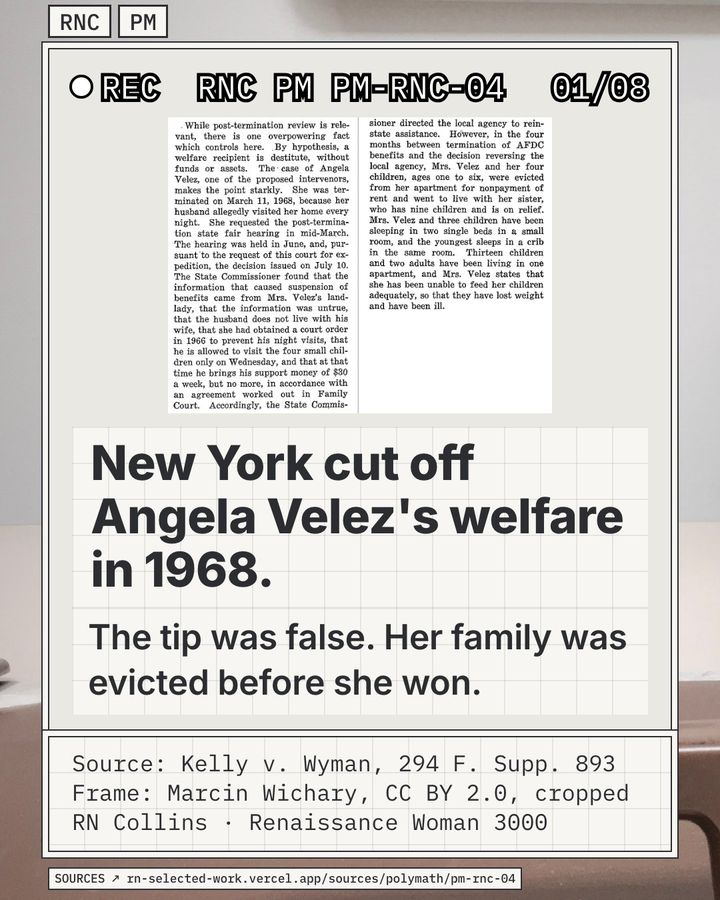 RNC PM
REC RNC PM PM-RNC-04 01/08
While post-termination review is rele-
vant, there is one overpowering fact
which controls here. By hypothesis, a
welfare recipient is destitute, without
funds or assets. The case of Angela
Velez, one of the proposed intervenors,
makes the point starkly. She was ter-
minated on March 11, 1968, because her
husband allegedly visited her home every
night. She requested the post-termina-
tion state fair hearing in mid-March.
The hearing was held in June, and, pur-
suant to the request of this court for ex-
pedition, the decision issued on July 10.
The State Commissioner found that the
information that caused suspension of
benefits came from Mrs. Velez's land-
lady, that the information was untrue,
that the husband does not live with his
wife, that she had obtained a court order
in 1966 to prevent his night visits, that
he is allowed to visit the four small chil-
dren only on Wednesday, and that at that
time he brings his support money of $30
a week, but no more, in accordance with
an agreement worked out in Family
Court. Accordingly, the State Commis-
sioner directed the local agency to rein-
state assistance. However, in the four
months between termination of AFDC
benefits and the decision reversing the
local agency, Mrs. Velez and her four
children, ages one to six, were evicted
from her apartment for nonpayment of
rent and went to live with her sister,
who has nine children and is on relief.
Mrs. Velez and three children have been
sleeping in two single beds in a small
room, and the youngest sleeps in a crib
in the same room. Thirteen children
and two adults have been living in one
apartment, and Mrs. Velez states that
she has been unable to feed her children
adequately, so that they have lost weight
and have been ill.
New York cut off
Angela Velez's welfare
in 1968.
The tip was false. Her family was
evicted before she won.
Source: Kelly v. Wyman, 294 F. Supp. 893
Frame: Marcin Wichary, CC BY 2.0, cropped
RN Collins · Renaissance Woman 3000
SOURCES ↗ rn-selected-work.vercel.app/sources/polymath/pm-rnc-04